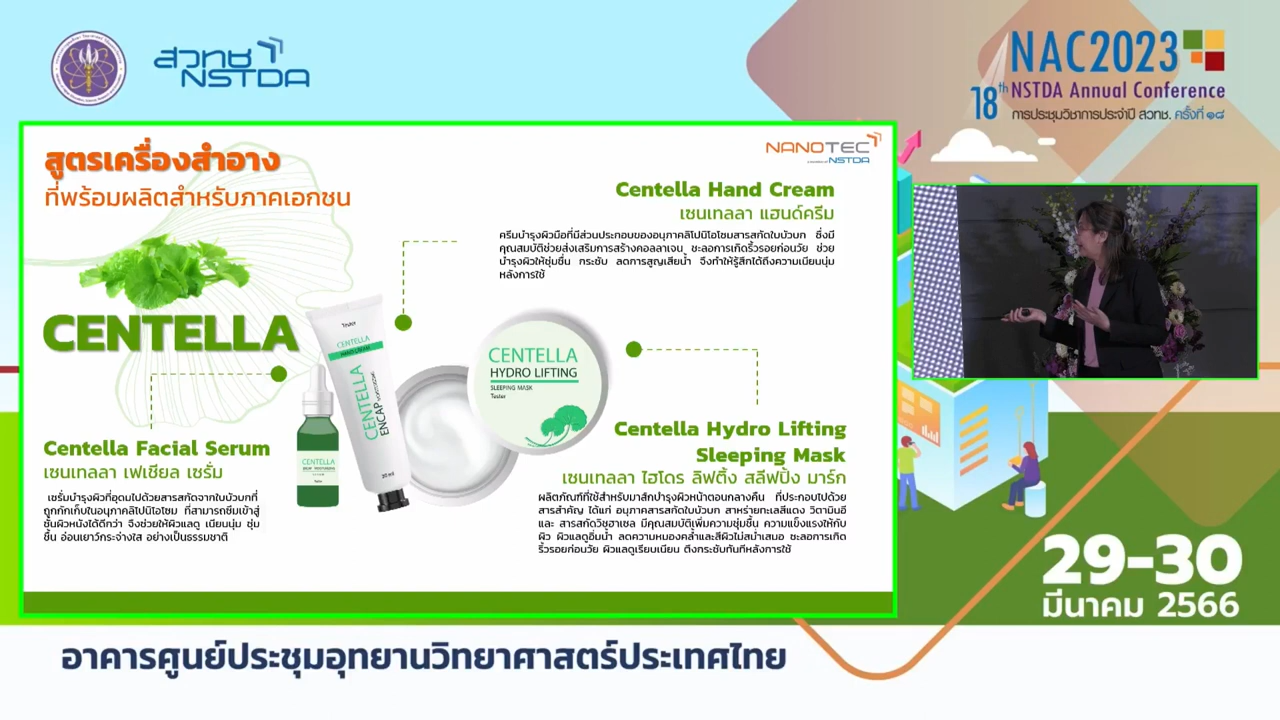 สวทช
NSTDA
NAC2023
18th NSTDA Annual Conference
การประชุมวิชาการประจำปี สวทช. ครั้งที่ ๑๘
สูตรเครื่องสำอาง
ที่พร้อมผลิตสำหรับภาคเอกชน
NANOTEC
a member of NSTDA
Centella Hand Cream
เซนเทลลา แฮนด์ครีม
ครีมบำรุงผิวมือที่มีส่วนประกอบของอนุภาคลิโปนิโอโซมสารสกัดใบบัวบก ซึ่งมี
คุณสมบัติช่วยส่งเสริมการสร้างคอลลาเจน ชะลอการเกิดริ้วรอยก่อนวัย ช่วย
บำรุงผิวให้ชุ่มชื่น กระชับ ลดการสูญเสียน้ำ จึงทำให้รู้สึกได้ถึงความเนียนนุ่ม
หลังการใช้
CENTELLA
Tester
CENTELLA
HAND CREAM
CENTELLA
ENCAP
30 ml
CENTELLA
HYDRO LIFTING
SLEEPING MASK
Tester
CENTELLA
SERUM
Tester
Centella Facial Serum
เซนเทลลา เฟเชียล เซรั่ม
เซรั่มบำรุงผิวที่อุดมไปด้วยสารสกัดจากใบบัวบกที่
ถูกกักเก็บในอนุภาคลิปนิโอโซม ที่สามารถซึมเข้าสู่
ชั้นผิวหนังได้ดีกว่า จึงช่วยให้ผิวแลดู เนียนนุ่ม ชุ่ม
ชื้น อ่อนเยาว์กระจ่างใส อย่างเป็นธรรมชาติ
Centella Hydro Lifting
Sleeping Mask
เซนเทลลา ไฮโดร ลิฟติ้ง สลีฟปิ้ง มาร์ก
ผลิตภัณฑ์ที่ใช้สำหรับมาส์กบำรุงผิวหน้าตอนกลางคืน ที่ประกอบไปด้วย
สารสำคัญ ได้แก่ อนุภาคสารสกัดใบบัวบก สาหร่ายทะเลสีแดง วิตามินอี
และ สารสกัดวิชฮาเซล มีคุณสมบัติเพิ่มความชุ่มชื้น ความแข็งแรงให้กับ
ผิว ผิวแลดูอิ่มน้ำ ลดความหมองคล้ำและสีผิวไม่สม่ำเสมอ ชะลอการเกิด
ริ้วรอยก่อนวัย ผิวแลดูเรียบเนียน ตึงกระชับทันทีหลังการใช้
29-30
มีนาคม 2566
อาคารศูนย์ประชุมอุทยานวิทยาศาสตร์ประเทศไทย